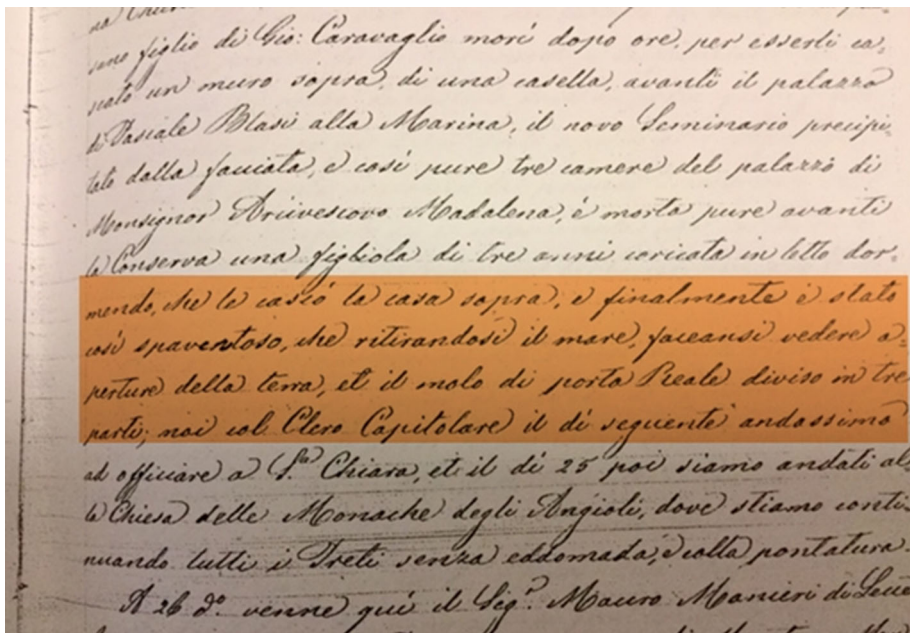 na Chiesa
sono figlio di Gio: Caravaglio morì dopo ore, per esserli ca,
scato un muro sopra, di una casella, avanti il palazzo
di Pasiale Blasi alla Marina, il novo Seminario precipi,
tato dalla facciata, e così pure tre camere del palazzo di
Monsignor Arcivescovo Madalena, è morta pure avanti
la Conserva una figliola di tre anni coricata in letto dor,
mendo, che le cascò la casa sopra, e finalmente è stato
così spaventoso, che ritirandosi il mare, faceansi vedere a,
perture della terra, et il molo di porta Reale diviso in tre
parti; noi col Clero Capitolare il dì seguente andassimo
ad officiare a S.ta Chiara, et il dì 25 poi siamo andati al,
la Chiesa delle Monache degli Angioli, dove stiamo conti,
nuando tutti i Preti senza eddomada, e colla pontatura.
A 26 d.o venne quì il Sig.r Mauro Manieri di Lecce